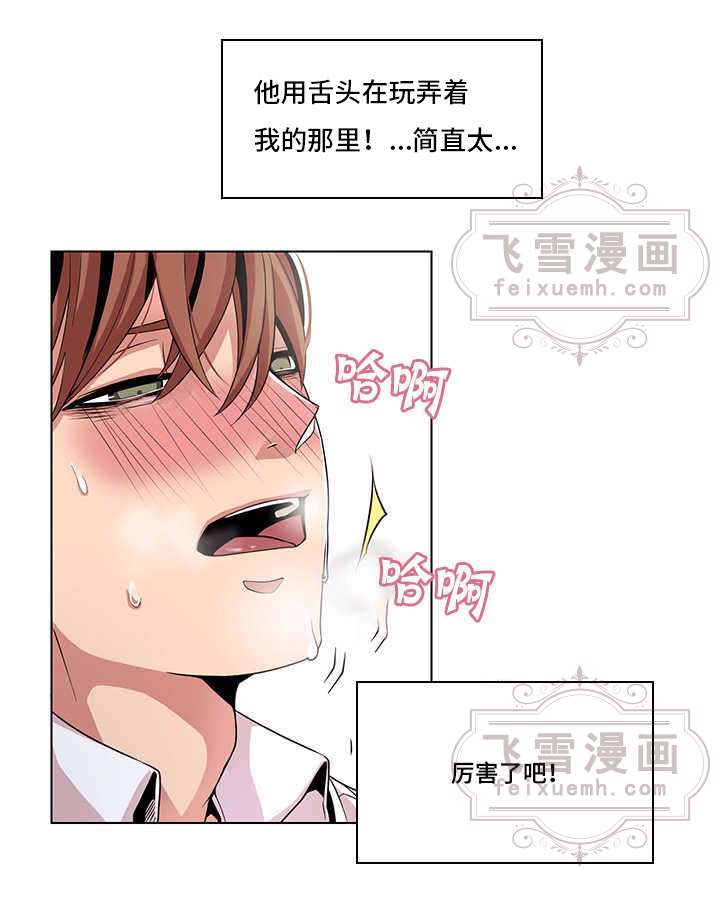 他用舌头在玩弄着
我的那里！...简直太...
飞雪漫画
feixuemh.com
哈啊
哈啊
飞雪漫画
厉害了吧！
feixuemh.com